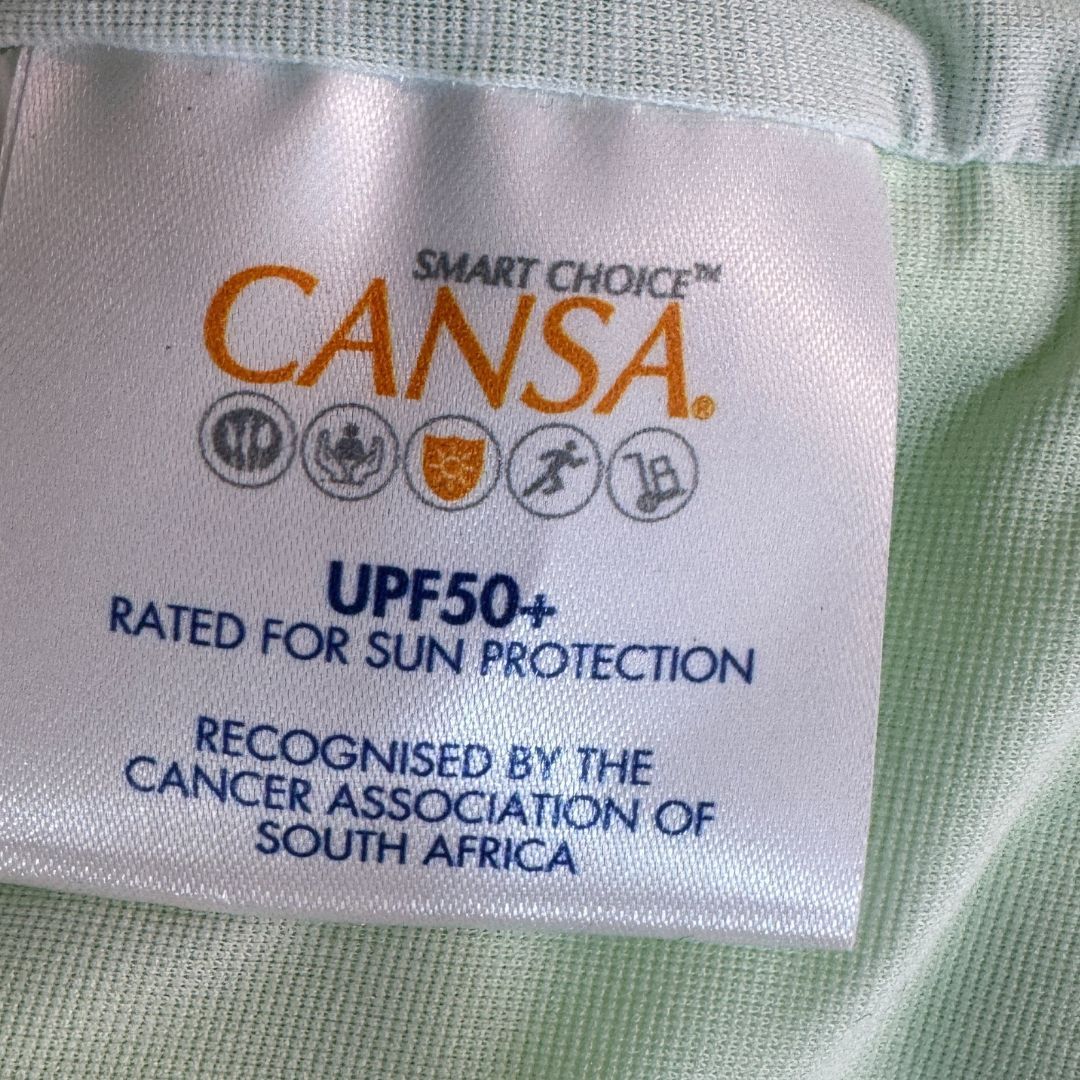 SMART CHOICE™
CANSA®
UPF50+
RATED FOR SUN PROTECTION
RECOGNISED BY THE
CANCER ASSOCIATION OF
SOUTH AFRICA